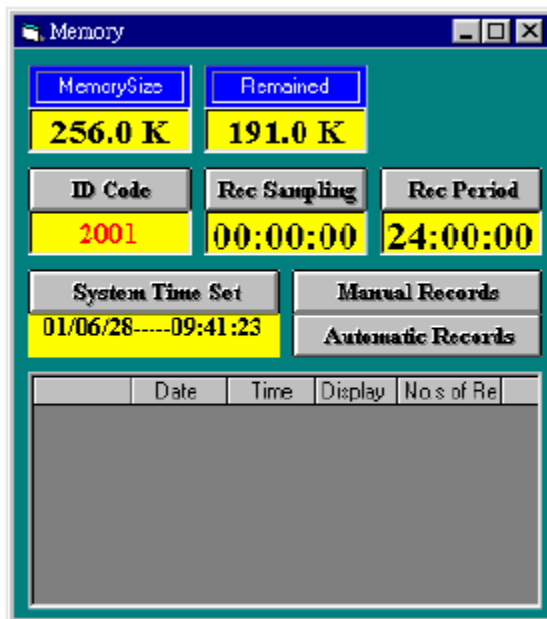 Memory
MemorySize Remained
256.0 K 191.0 K
ID Code Rec Sampling Rec Period
2001 00:00:00 24:00:00
System Time Set Manual Records
01/06/28-----09:41:23 Automatic Records
Date Time Display No.s of Re